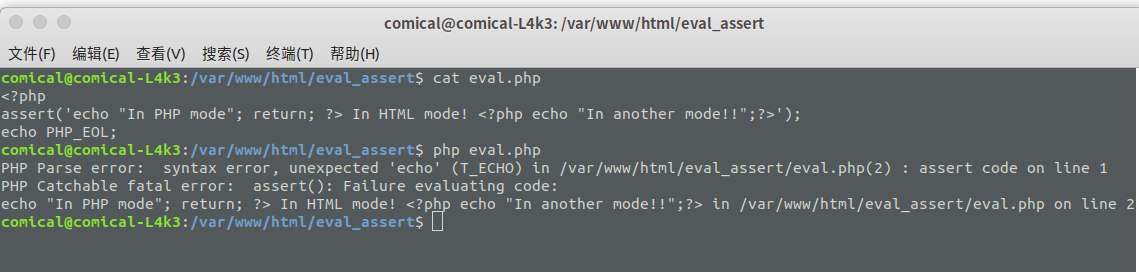 comical@comical-L4k3: /var/www/html/eval_assert
文件(F) 编辑(E) 查看(V) 搜索(S) 终端(T) 帮助(H)
comical@comical-L4k3:/var/www/html/eval_assert$ cat eval.php
<?php
assert('echo "In PHP mode"; return; ?> In HTML mode! <?php echo "In another mode!!";?>');
echo PHP_EOL;
comical@comical-L4k3:/var/www/html/eval_assert$ php eval.php
PHP Parse error:  syntax error, unexpected 'echo' (T_ECHO) in /var/www/html/eval_assert/eval.php(2) : assert code on line 1
PHP Catchable fatal error:  assert(): Failure evaluating code:
echo "In PHP mode"; return; ?> In HTML mode! <?php echo "In another mode!!";?> in /var/www/html/eval_assert/eval.php on line 2
comical@comical-L4k3:/var/www/html/eval_assert$